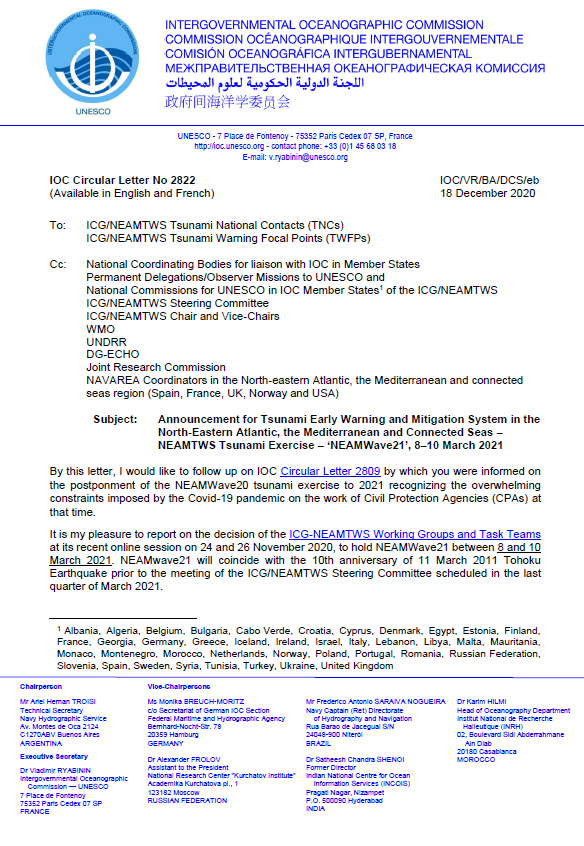 INTERGOVERNMENTAL OCEANOGRAPHIC COMMISSION
COMMISSION OCÉANOGRAPHIQUE INTERGOUVERNEMENTALE
COMISIÓN OCEANOGRÁFICA INTERGUBERNAMENTAL
МЕЖПРАВИТЕЛЬСТВЕННАЯ ОКЕАНОГРАФИЧЕСКАЯ КОМИССИЯ
اللجنة الدولية الحكومية لعلوم المحيطات
政府间海洋学委员会
UNESCO
UNESCO - 7 Place de Fontenoy - 75352 Paris Cedex 07 SP, France
http://ioc.unesco.org - contact phone: +33 (0)1 45 68 03 18
E-mail: v.ryabinin@unesco.org
IOC Circular Letter No 2822
IOC/VR/BA/DCS/eb
(Available in English and French)
18 December 2020
To: ICG/NEAMTWS Tsunami National Contacts (TNCs)
ICG/NEAMTWS Tsunami Warning Focal Points (TWFPs)
Cc: National Coordinating Bodies for liaison with IOC in Member States
Permanent Delegations/Observer Missions to UNESCO and
National Commissions for UNESCO in IOC Member States1 of the ICG/NEAMTWS
ICG/NEAMTWS Steering Committee
ICG/NEAMTWS Chair and Vice-Chairs
WMO
UNDRR
DG-ECHO
Joint Research Commission
NAVAREA Coordinators in the North-eastern Atlantic, the Mediterranean and connected
seas region (Spain, France, UK, Norway and USA)
Subject: Announcement for Tsunami Early Warning and Mitigation System in the
North-Eastern Atlantic, the Mediterranean and Connected Seas –
NEAMTWS Tsunami Exercise – ‘NEAMWave21’, 8–10 March 2021
By this letter, I would like to follow up on IOC Circular Letter 2809 by which you were informed on
the postponment of the NEAMWave20 tsunami exercise to 2021 recognizing the overwhelming
constraints imposed by the Covid-19 pandemic on the work of Civil Protection Agencies (CPAs) at
that time.
It is my pleasure to report on the decision of the ICG-NEAMTWS Working Groups and Task Teams
at its recent online session on 24 and 26 November 2020, to hold NEAMWave21 between 8 and 10
March 2021. NEAMwave21 will coincide with the 10th anniversary of 11 March 2011 Tohoku
Earthquake prior to the meeting of the ICG/NEAMTWS Steering Committee scheduled in the last
quarter of March 2021.
1 Albania, Algeria, Belgium, Bulgaria, Cabo Verde, Croatia, Cyprus, Denmark, Egypt, Estonia, Finland,
France, Georgia, Germany, Greece, Iceland, Ireland, Israel, Italy, Lebanon, Libya, Malta, Mauritania,
Monaco, Montenegro, Morocco, Netherlands, Norway, Poland, Portugal, Romania, Russian Federation,
Slovenia, Spain, Sweden, Syria, Tunisia, Turkey, Ukraine, United Kingdom
Chairperson
Mr Ariel Hernan TROISI
Technical Secretary
Navy Hydrographic Service
Av. Montes de Oca 2124
C1270ABV Buenos Aires
ARGENTINA
Executive Secretary
Dr Vladimir RYABININ
Intergovernmental Oceanographic
Commission — UNESCO
7 Place de Fontenoy
75352 Paris Cedex 07 SP
FRANCE
Vice-Chairpersons
Ms Monika BREUCH-MORITZ
c/o Secretariat of German IOC Section
Federal Maritime and Hydrographic Agency
Bernhard-Nocht-Str. 78
20359 Hamburg
GERMANY
Dr Alexander FROLOV
Assistant to the President
National Research Center "Kurchatov Institute"
Academika Kurchatova pl., 1
123182 Moscow
RUSSIAN FEDERATION
Mr Frederico Antonio SARAIVA NOGUEIRA
Navy Captain (Ret) Directorate
of Hydrography and Navigation
Rua Barao de Jaceguai S/N
24048-900 Niterói
BRAZIL
Dr Satheesh Chandra SHENOI
Former Director
Indian National Centre for Ocean
Information Services (INCOIS)
Pragati Nagar, Nizampet
P.O. 500090 Hyderabad
INDIA
Dr Karim HILMI
Head of Oceanography Department
Institut National de Recherche
Halieutique (INRH)
02, Boulevard Sidi Abderrahmane
Ain Diab
20180 Casabianca
MOROCCO